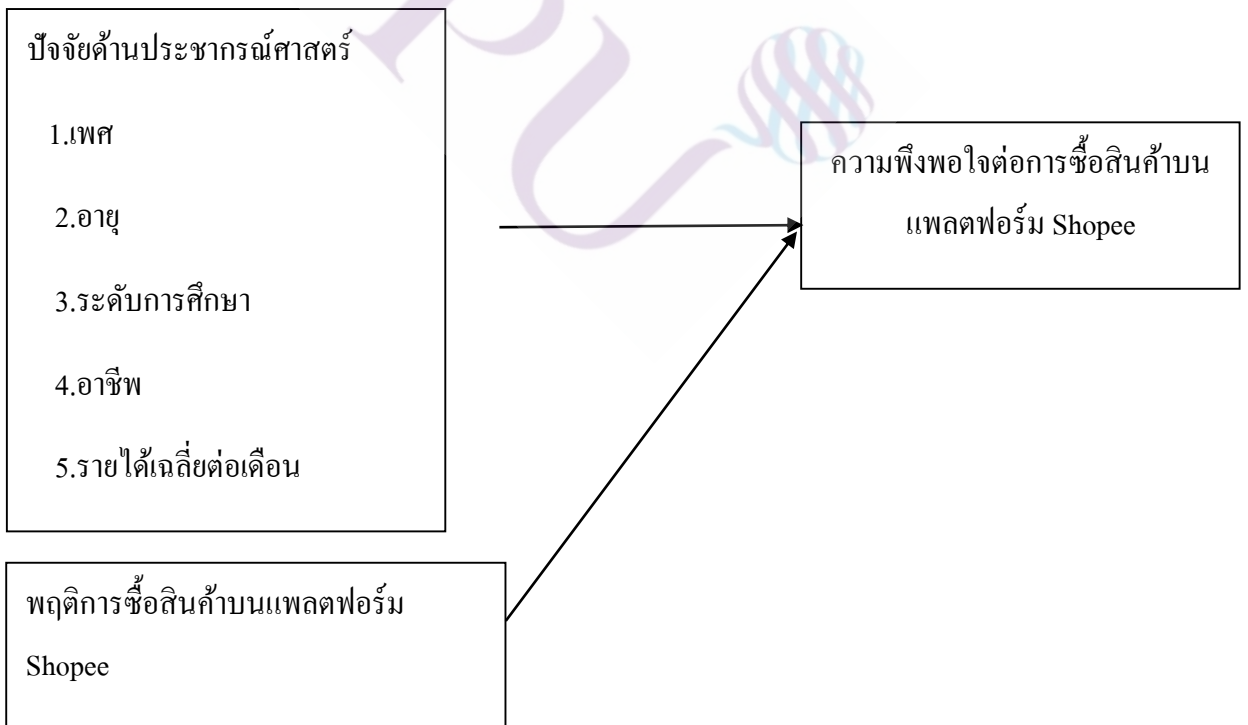 ปัจจัยด้านประชากรณ์ศาสตร์
1.เพศ
2.อายุ
3.ระดับการศึกษา
4.อาชีพ
5.รายได้เฉลี่ยต่อเดือน
พฤติการซื้อสินค้าบนแพลตฟอร์ม
Shopee
ความพึงพอใจต่อการซื้อสินค้าบน
แพลตฟอร์ม Shopee